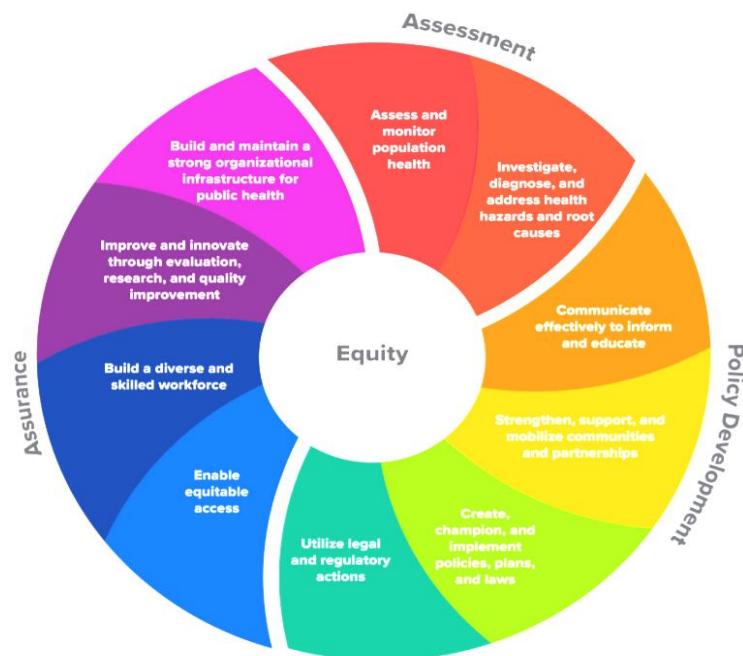 Assessment
Assess and
monitor
population
health
Investigate,
diagnose, and
address health
hazards and root
causes
Policy Development
Communicate
effectively to inform
and educate
Strengthen, support, and
mobilize communities
and partnerships
Create,
champion, and
implement
policies, plans,
and laws
Utilize legal
and regulatory
actions
Assurance
Enable
equitable
access
Build a diverse and
skilled workforce
Improve and innovate
through evaluation,
research, and quality
improvement
Build and maintain a
strong organizational
infrastructure for
public health
Equity